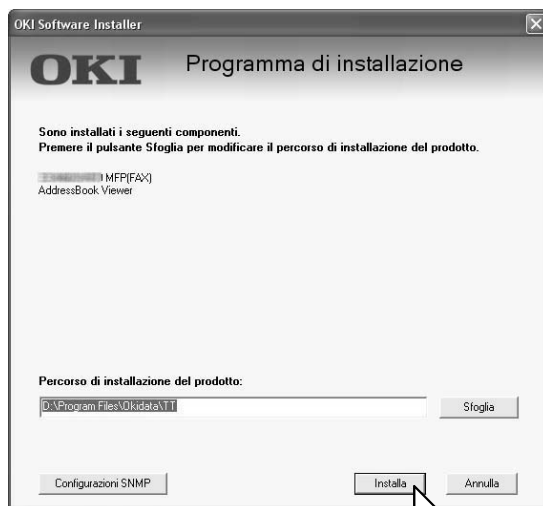 OKI Software Installer
OKI Programma di installazione
Sono installati i seguenti componenti.
Premere il pulsante Sfoglia per modificare il percorso di installazione del prodotto.
MFP(FAX)
AddressBook Viewer
Percorso di installazione del prodotto:
D:\Program Files\Okidata\TT
Sfoglia
Configurazioni SNMP Installa Annulla